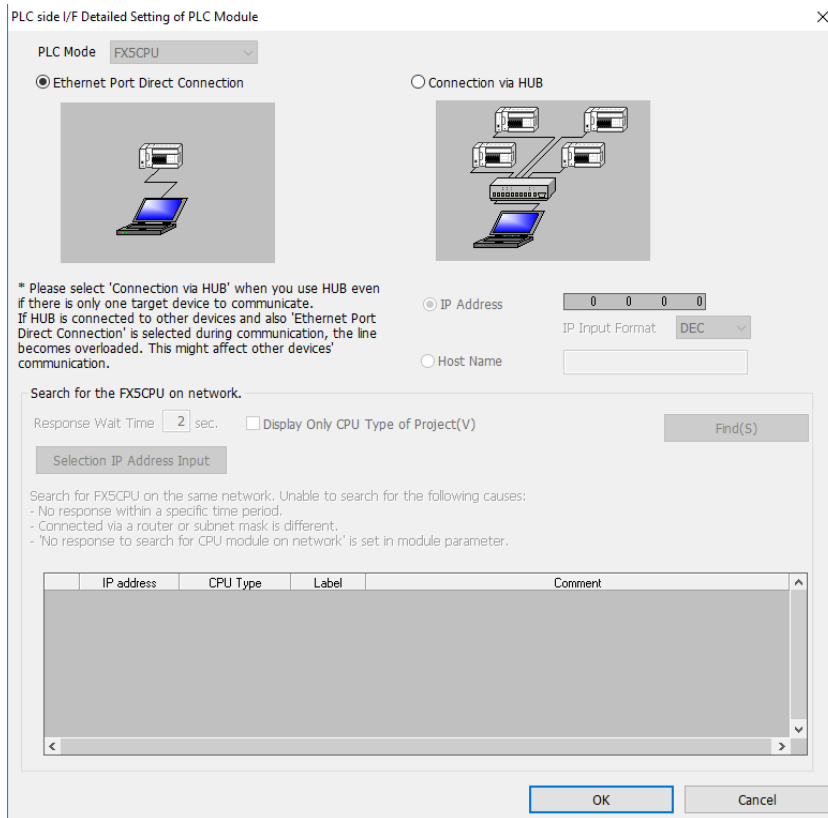 PLC side I/F Detailed Setting of PLC Module
PLC Mode FX5CPU
Ethernet Port Direct Connection
Connection via HUB
* Please select 'Connection via HUB' when you use HUB even
if there is only one target device to communicate.
If HUB is connected to other devices and also 'Ethernet Port
Direct Connection' is selected during communication, the line
becomes overloaded. This might affect other devices'
communication.
IP Address 0 0 0 0
IP Input Format DEC
Host Name
Search for the FX5CPU on network.
Response Wait Time 2 sec. Display Only CPU Type of Project(V)
Find(S)
Selection IP Address Input
Search for FX5CPU on the same network. Unable to search for the following causes:
- No response within a specific time period.
- Connected via a router or subnet mask is different.
- 'No response to search for CPU module on network' is set in module parameter.
IP address CPU Type Label Comment
OK Cancel